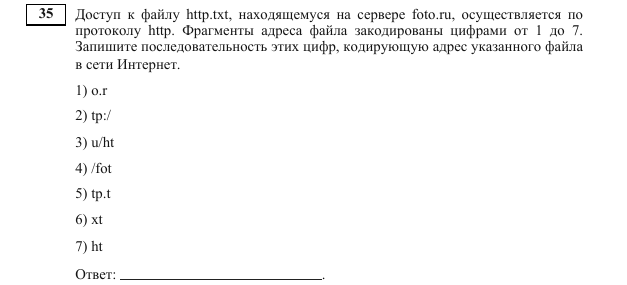 35
Доступ к файлу http.txt, находящемуся на сервере foto.ru, осуществляется по
протоколу http. Фрагменты адреса файла закодированы цифрами от 1 до 7.
Запишите последовательность этих цифр, кодирующую адрес указанного файла
в сети Интернет.
1) o.r
2) tp:/
3) u/ht
4) /fot
5) tp.t
6) xt
7) ht
Ответ: ____________________________.